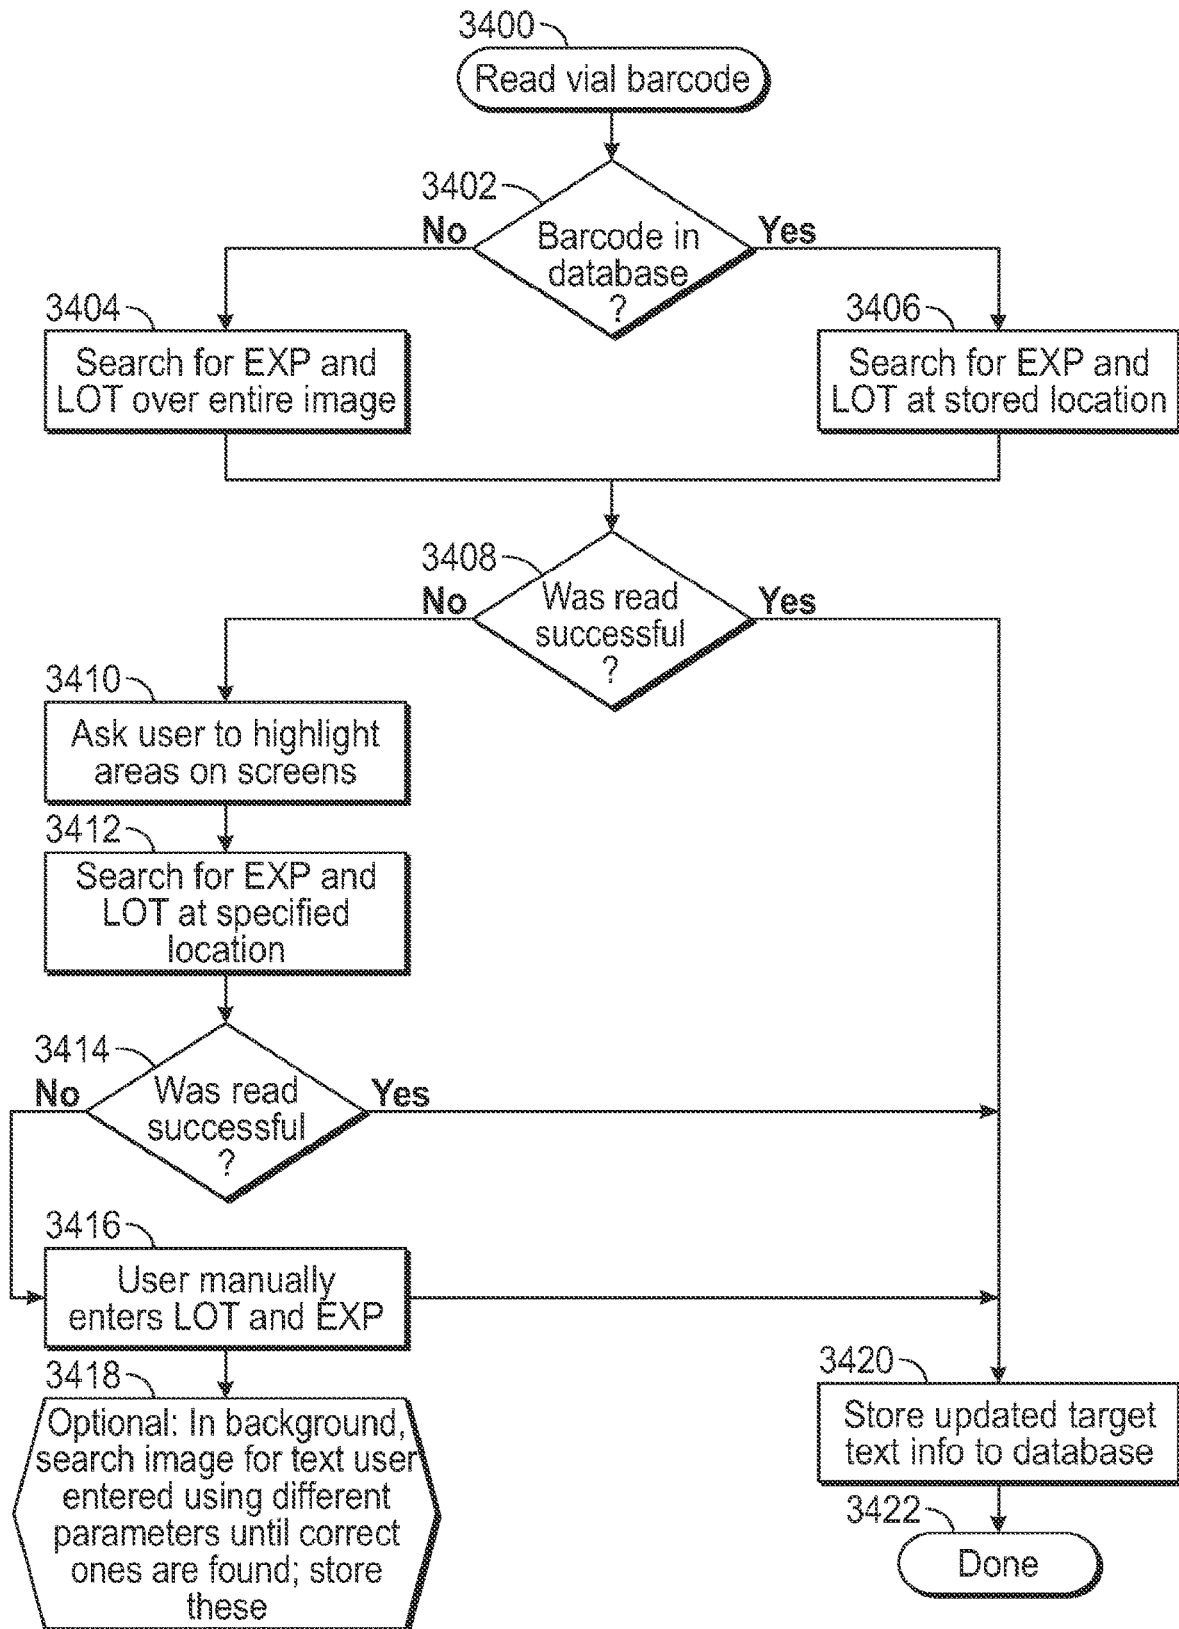 3400
Read vial barcode
3402
No
Yes
Barcode in
database
?
3404
3406
Search for EXP and
LOT over entire image
Search for EXP and
LOT at stored location
3408
No
Yes
Was read
successful
?
3410
Ask user to highlight
areas on screens
3412
Search for EXP and
LOT at specified
location
3414
No
Yes
Was read
successful
?
3416
User manually
enters LOT and EXP
3418
Optional: In background,
search image for text user
entered using different
parameters until correct
ones are found; store
these
3420
Store updated target
text info to database
3422
Done